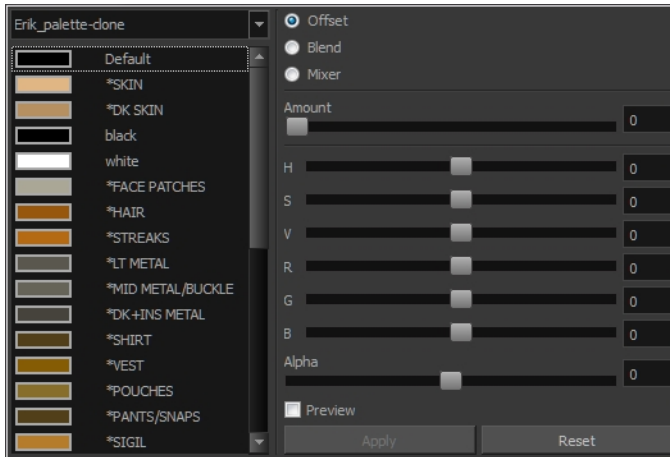 Erik_palette-clone
Default
*SKIN
*DK SKIN
black
white
*FACE PATCHES
*HAIR
*STREAKS
*LT METAL
*MID METAL/BUCKLE
*DK+INS METAL
*SHIRT
*VEST
*POUCHES
*PANTS/SNAPS
*SIGIL
Offset
Blend
Mixer
Amount
0
H 0
S 0
V 0
R 0
G 0
B 0
Alpha
0
Preview
Apply Reset